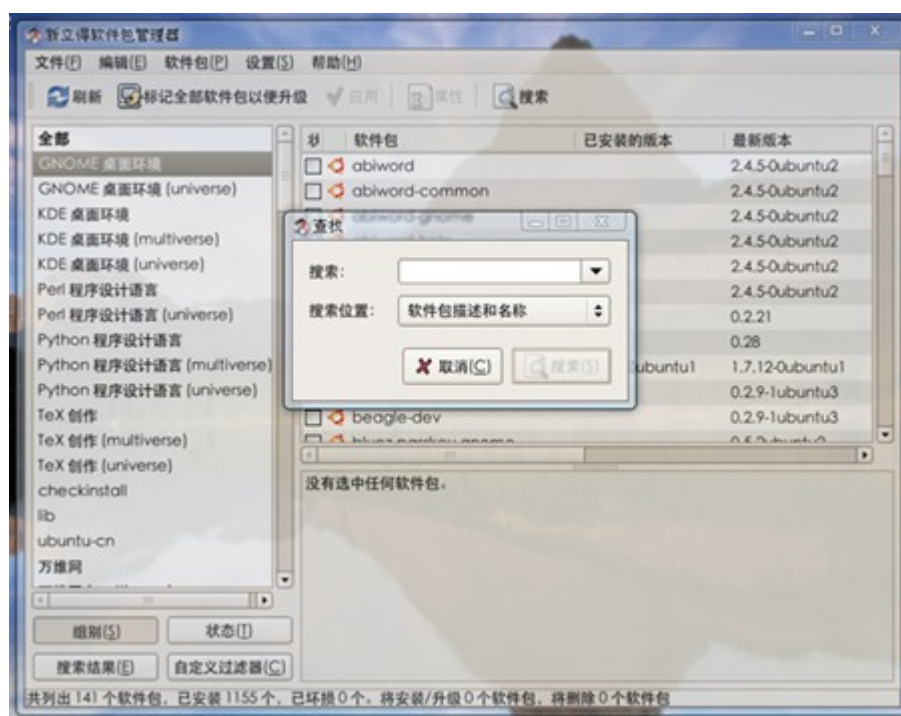 新立得软件包管理器
文件(F) 编辑(E) 软件包(P) 设置(S) 帮助(H)
刷新 标记全部软件包以便升级 应用 属性 搜索
全部
GNOME 桌面环境
GNOME 桌面环境 (universe)
KDE 桌面环境
KDE 桌面环境 (multiverse)
KDE 桌面环境 (universe)
Perl 程序设计语言
Perl 程序设计语言 (universe)
Python 程序设计语言
Python 程序设计语言 (multiverse)
Python 程序设计语言 (universe)
TeX 创作
TeX 创作 (multiverse)
TeX 创作 (universe)
checkinstall
lib
ubuntu-cn
万维网
组别(S) 状态(T)
搜索结果(E) 自定义过滤器(C)
软件包 已安装的版本 最新版本
abiword 2.4.5-0ubuntu2
abiword-common 2.4.5-0ubuntu2
abiword-gnome 2.4.5-0ubuntu2
2.4.5-0ubuntu2
2.4.5-0ubuntu2
2.4.5-0ubuntu2
0.2.21
0.28
ubuntu1 1.7.12-0ubuntu1
0.2.9-1ubuntu3
beagle-dev 0.2.9-1ubuntu3
查找
搜索:
搜索位置: 软件包描述和名称
取消(C) 搜索(S)
没有选中任何软件包。
共列出 141 个软件包，已安装 1155 个，已坏损 0 个。将安装/升级 0 个软件包，将删除 0 个软件包